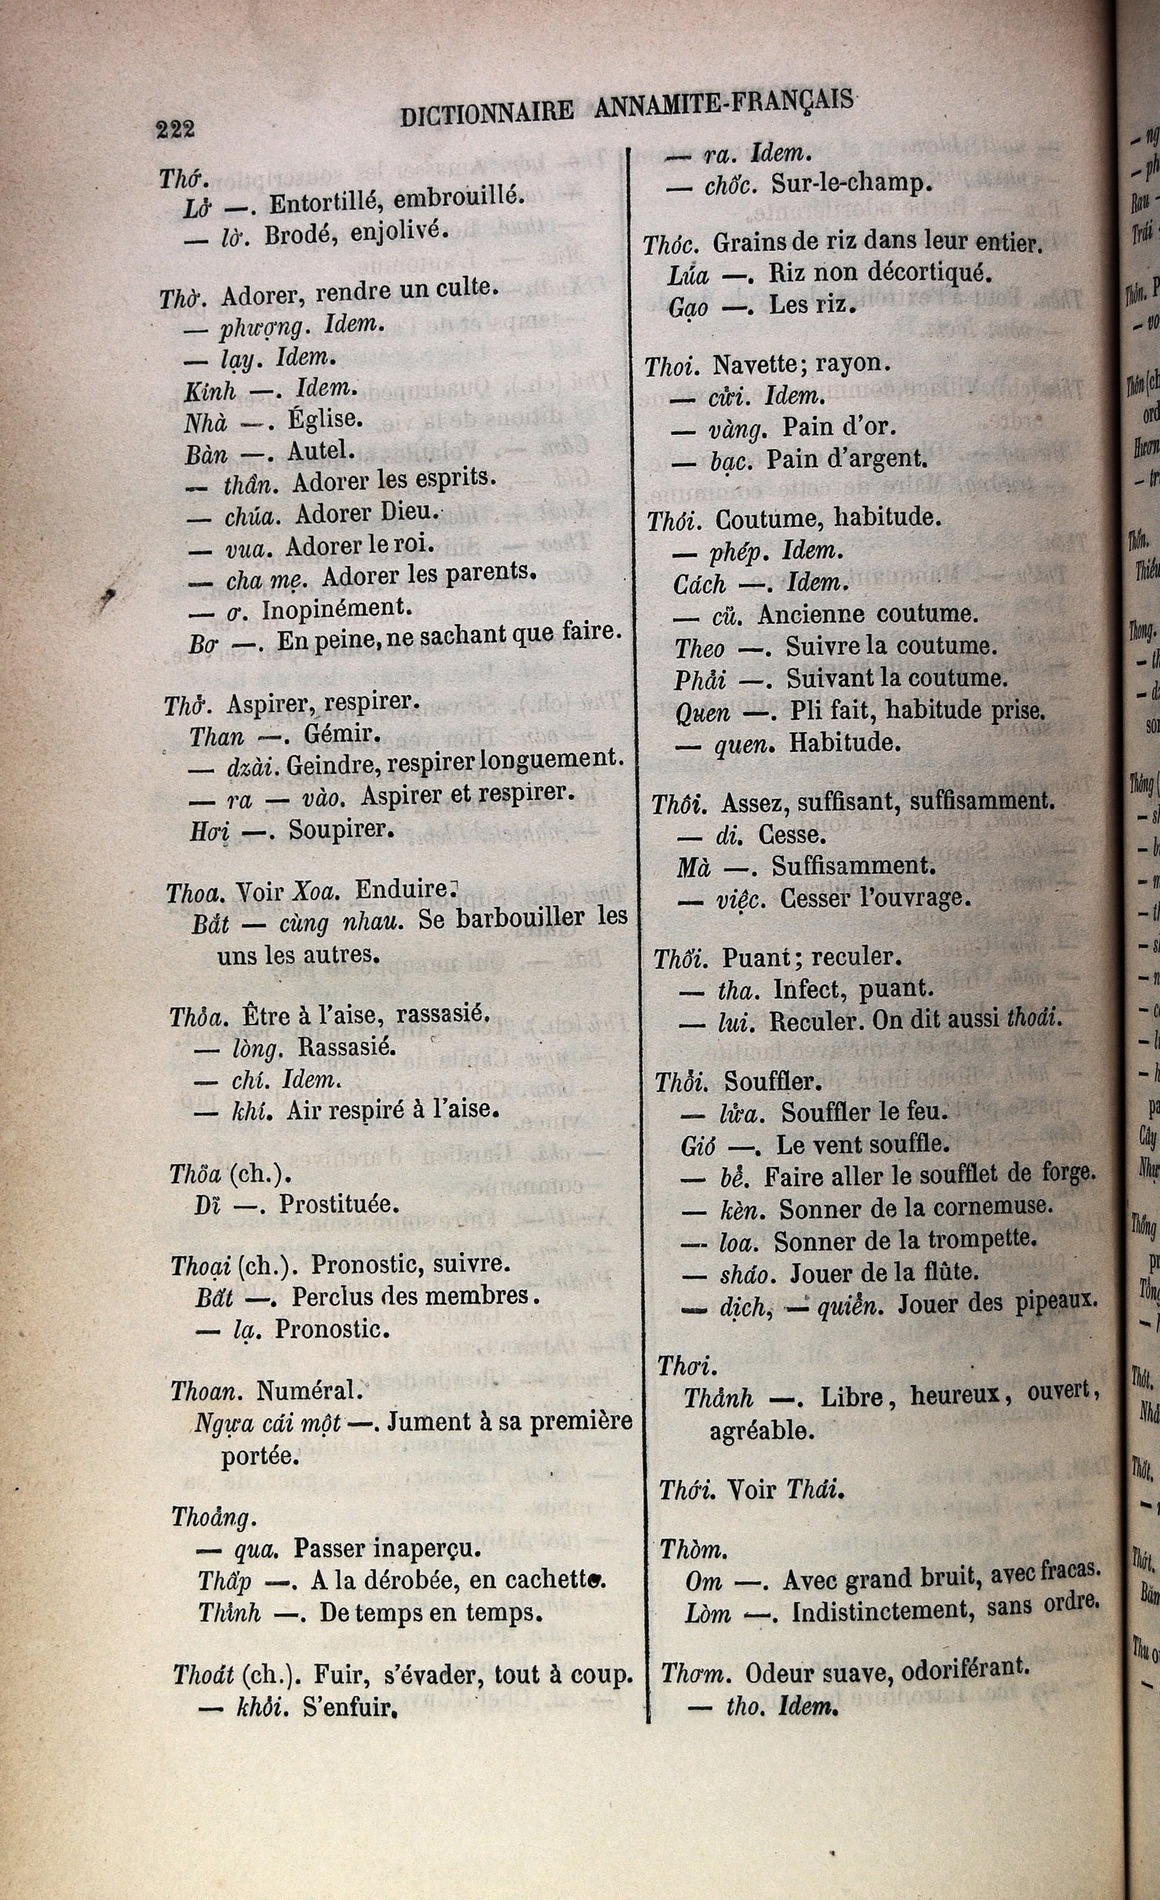 222
DICTIONNAIRE ANNAMITE-FRANÇAIS
Thớ.
Lở —. Entortillé, embrouillé.
— lờ. Brodé, enjolivé.
Thờ. Adorer, rendre un culte.
— phượng. Idem.
— lạy. Idem.
Kính —. Idem.
Nhà —. Église.
Bàn —. Autel.
— thần. Adorer les esprits.
— chúa. Adorer Dieu.
— vua. Adorer le roi.
— cha mẹ. Adorer les parents.
— ơ. Inopinément.
Bơ —. En peine, ne sachant que faire.
Thở. Aspirer, respirer.
Than —. Gémir.
— dzài. Geindre, respirer longuement.
— ra — vào. Aspirer et respirer.
Hơi —. Soupirer.
Thoa. Voir Xoa. Enduire.
Bắt — cùng nhau. Se barbouiller les
uns les autres.
Thỏa. Être à l'aise, rassasié.
— lòng. Rassasié.
— chí. Idem.
— khí. Air respiré à l'aise.
Thõa (ch.).
Dĩ —. Prostituée.
Thoại (ch.). Pronostic, suivre.
Bất —. Perclus des membres.
— lạ. Pronostic.
Thoan. Numéral.
Ngựa cái một —. Jument à sa première
portée.
Thoảng.
— qua. Passer inaperçu.
Thấp —. A la dérobée, en cachette.
Thỉnh —. De temps en temps.
Thoát (ch.). Fuir, s'évader, tout à coup.
— khỏi. S'enfuir.
— ra. Idem.
— chốc. Sur-le-champ.
Thóc. Grains de riz dans leur entier.
Lúa —. Riz non décortiqué.
Gạo —. Les riz.
Thoi. Navette; rayon.
— cửi. Idem.
— vàng. Pain d'or.
— bạc. Pain d'argent.
Thói. Coutume, habitude.
— phép. Idem.
Cách —. Idem.
— cũ. Ancienne coutume.
Theo —. Suivre la coutume.
Phải —. Suivant la coutume.
Quen —. Pli fait, habitude prise.
— quen. Habitude.
Thôi. Assez, suffisant, suffisamment.
— di. Cesse.
Mà —. Suffisamment.
— việc. Cesser l'ouvrage.
Thối. Puant; reculer.
— tha. Infect, puant.
— lui. Reculer. On dit aussi thoái.
Thổi. Souffler.
— lửa. Souffler le feu.
Gió —. Le vent souffle.
— bễ. Faire aller le soufflet de forge.
— kèn. Sonner de la cornemuse.
— loa. Sonner de la trompette.
— sháo. Jouer de la flûte.
— dịch, — quiển. Jouer des pipeaux.
Thơi.
Thảnh —. Libre, heureux, ouvert,
agréable.
Thới. Voir Thái.
Thòm.
Om —. Avec grand bruit, avec fracas.
Lòm —. Indistinctement, sans ordre.
Thơm. Odeur suave, odoriférant.
— tho. Idem.